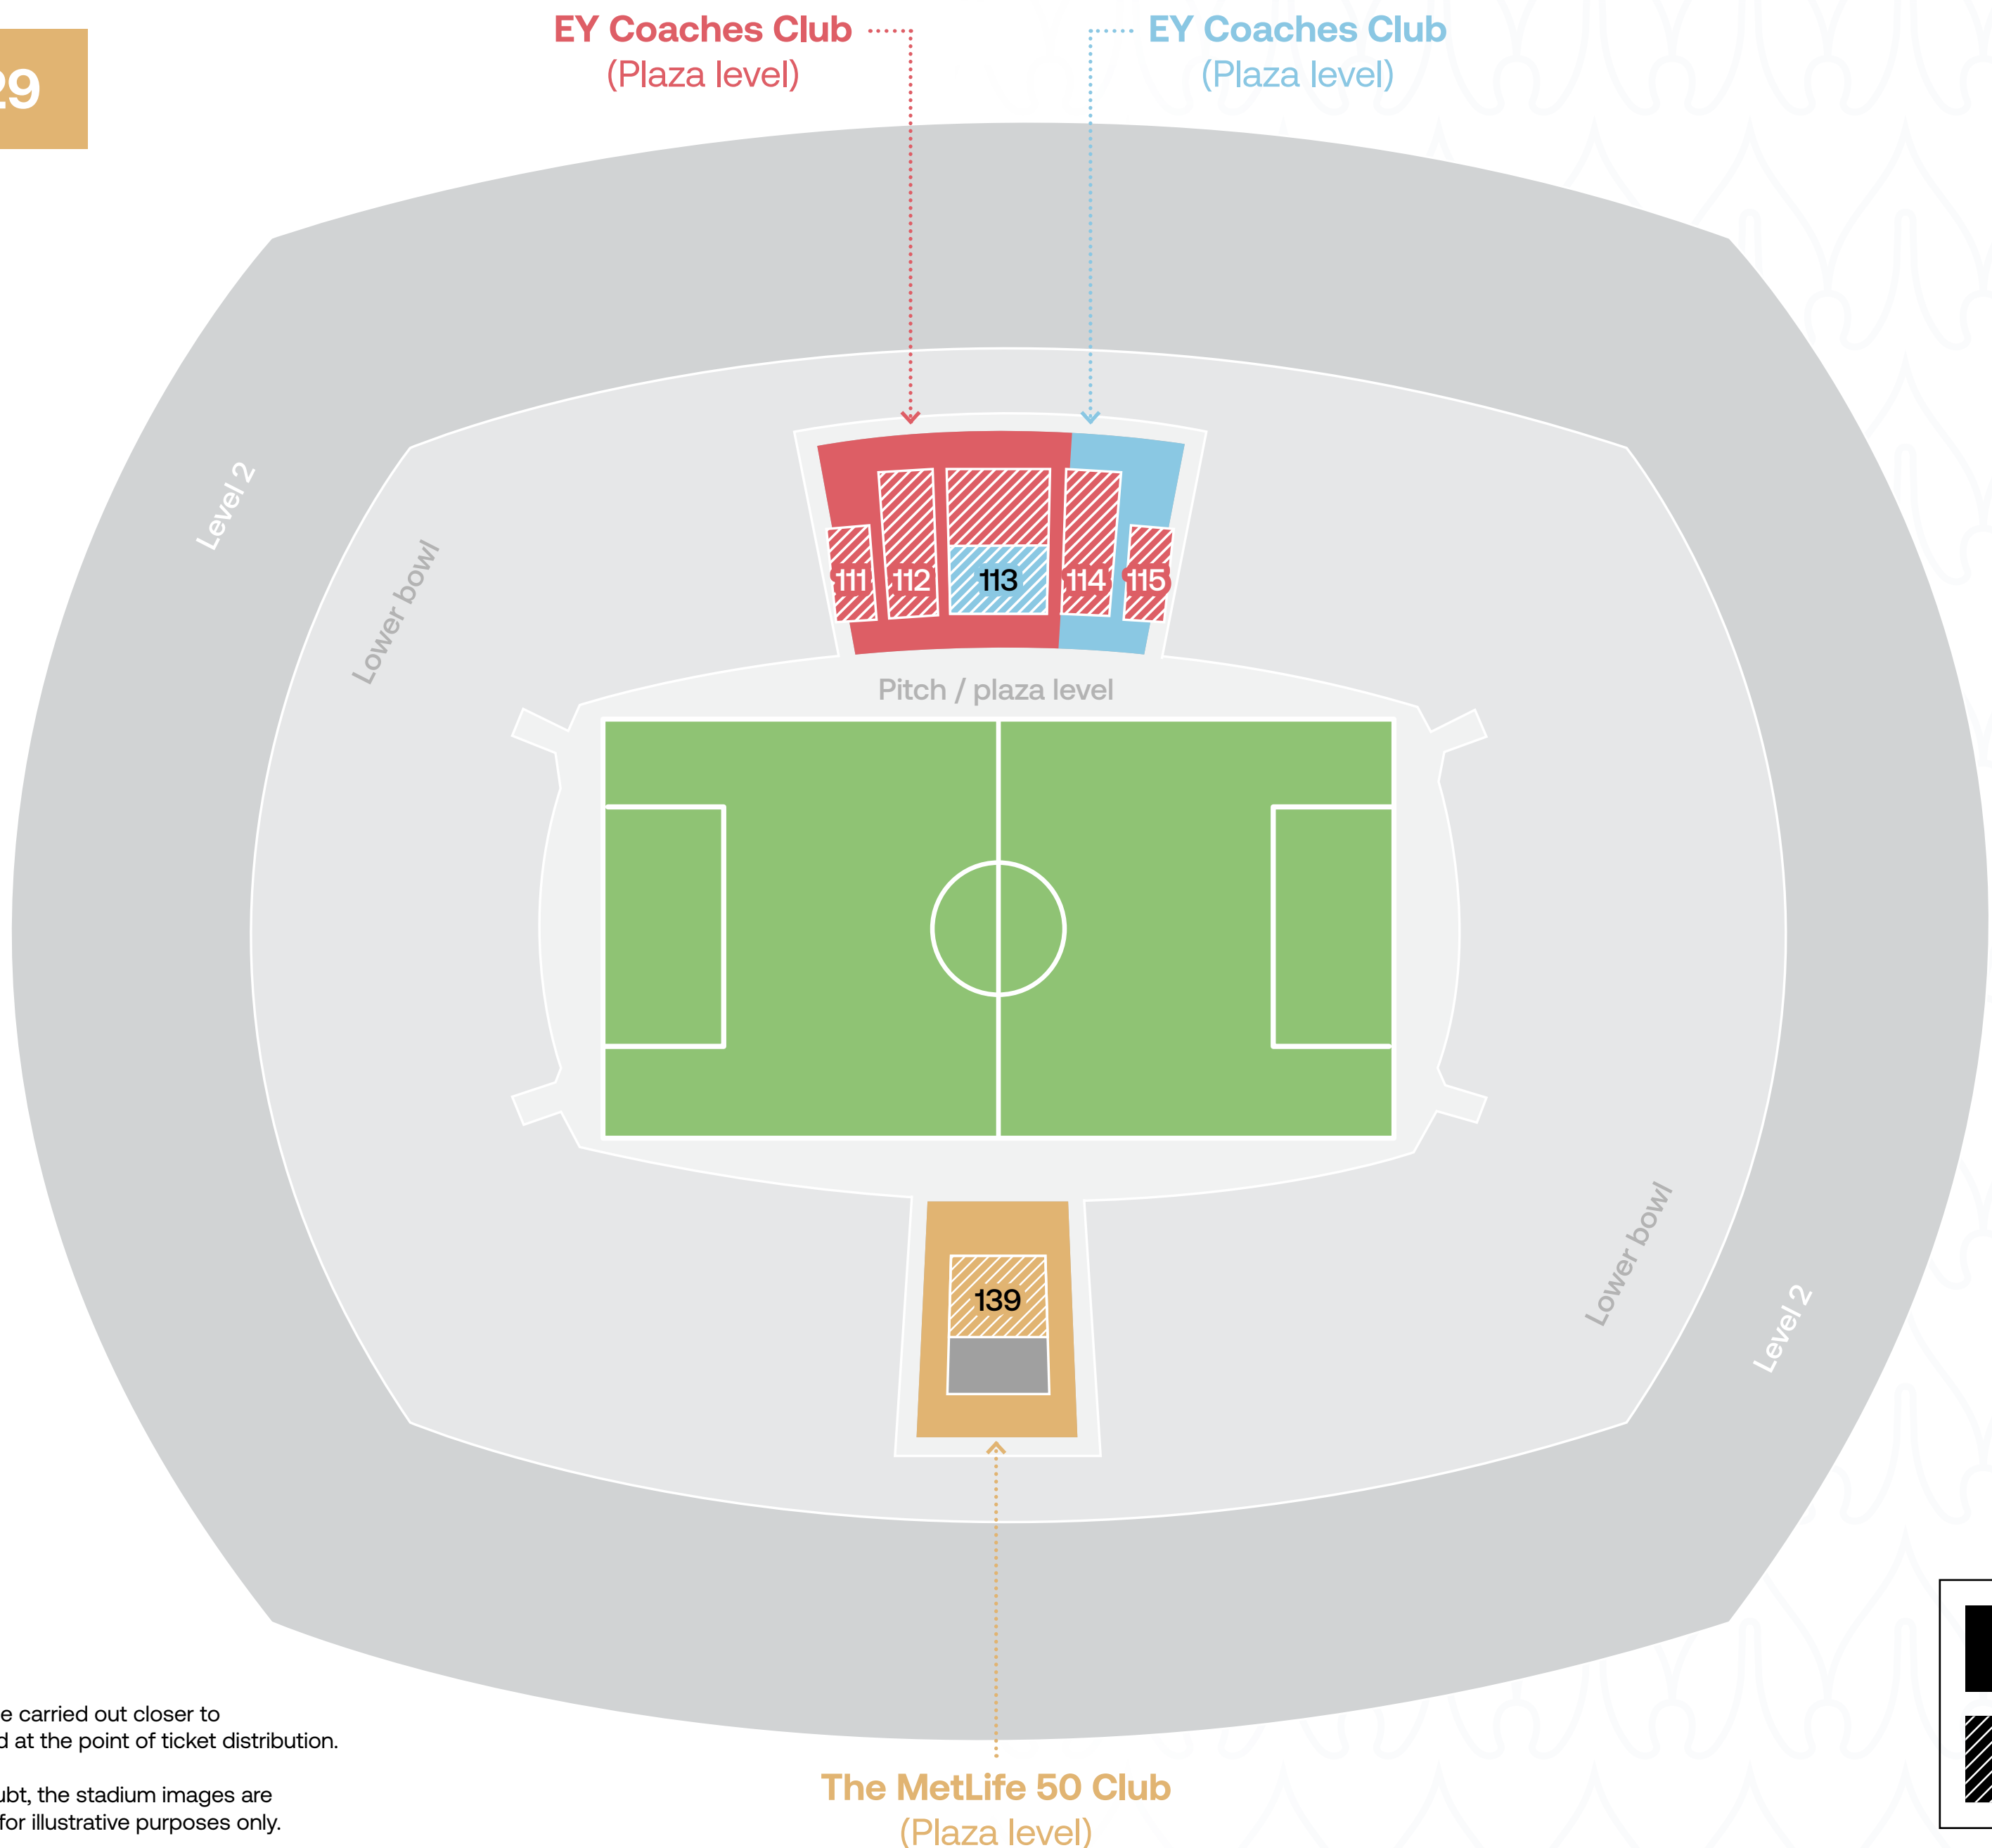 EY Coaches Club
(Plaza level)
EY Coaches Club
(Plaza level)
29
Level 2
Lower bowl
111
112
113
114
115
Pitch / plaza level
139
Lower bowl
Level 2
e carried out closer to
d at the point of ticket distribution.
ubt, the stadium images are
for illustrative purposes only.
The MetLife 50 Club
(Plaza level)